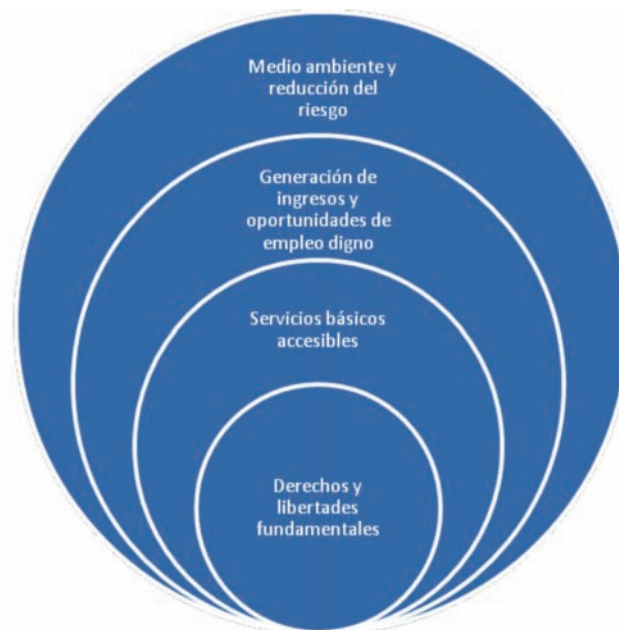 Medio ambiente y
reducción del
riesgo
Generación de
ingresos y
oportunidades de
empleo digno
Servicios básicos
accesibles
Derechos y
libertades
fundamentales